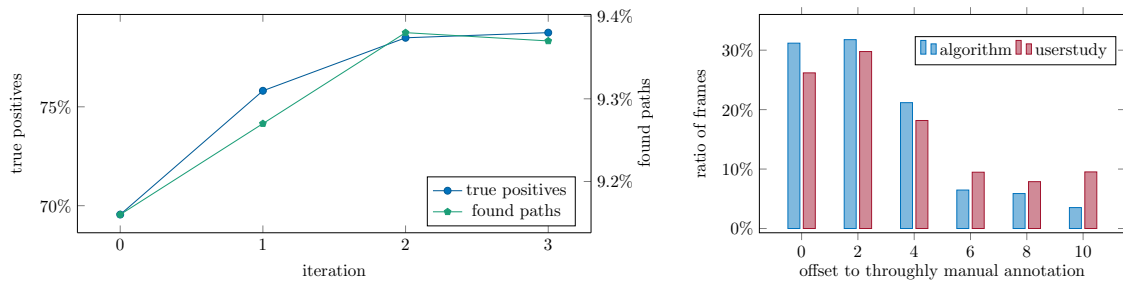 true positives
75%
70%
0
1
2
3
iteration
9.4%
9.3%
9.2%
found paths
true positives
found paths
ratio of frames
30%
20%
10%
0%
0
2
4
6
8
10
offset to throughly manual annotation
algorithm
userstudy